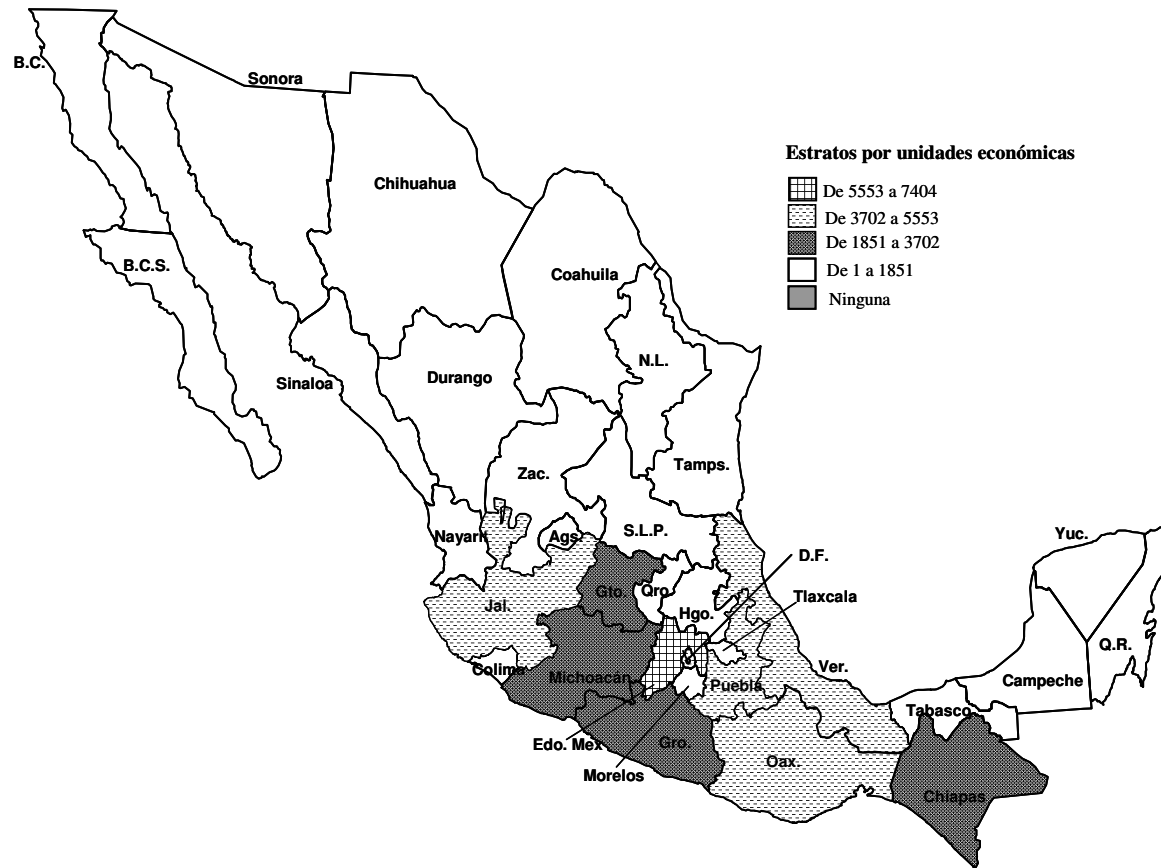 B.C.
Sonora
Chihuahua
B.C.S.
Coahuila
Sinaloa
Durango
N.L.
Zac.
Tamps.
Nayarit
Ags.
S.L.P.
Yuc.
D.F.
Gto.
Qro.
Tlaxcala
Jal.
Hgo.
Q.R.
Colima
Michoacán
Puebla
Ver.
Campeche
Tabasco
Edo. Mex
Gro.
Oax.
Morelos
Chiapas
Estratos por unidades económicas
De 5553 a 7404
De 3702 a 5553
De 1851 a 3702
De 1 a 1851
Ninguna